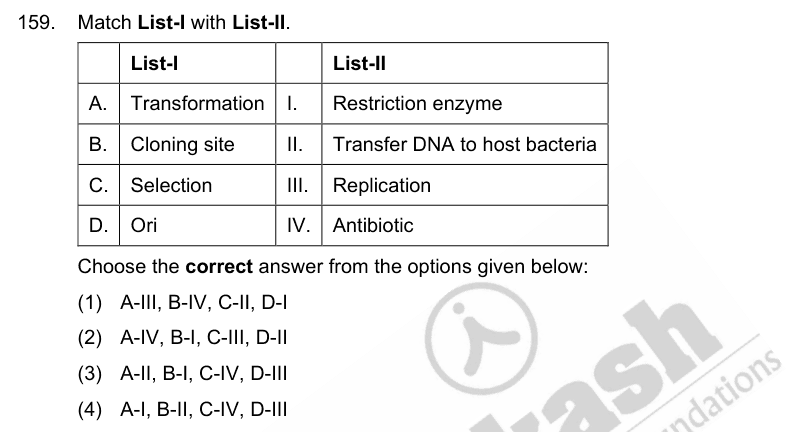 159. Match List-I with List-II.
List-I List-II
A. Transformation I. Restriction enzyme
B. Cloning site II. Transfer DNA to host bacteria
C. Selection III. Replication
D. Ori IV. Antibiotic
Choose the correct answer from the options given below:
(1) A-III, B-IV, C-II, D-I
(2) A-IV, B-I, C-III, D-II
(3) A-II, B-I, C-IV, D-III
(4) A-I, B-II, C-IV, D-III